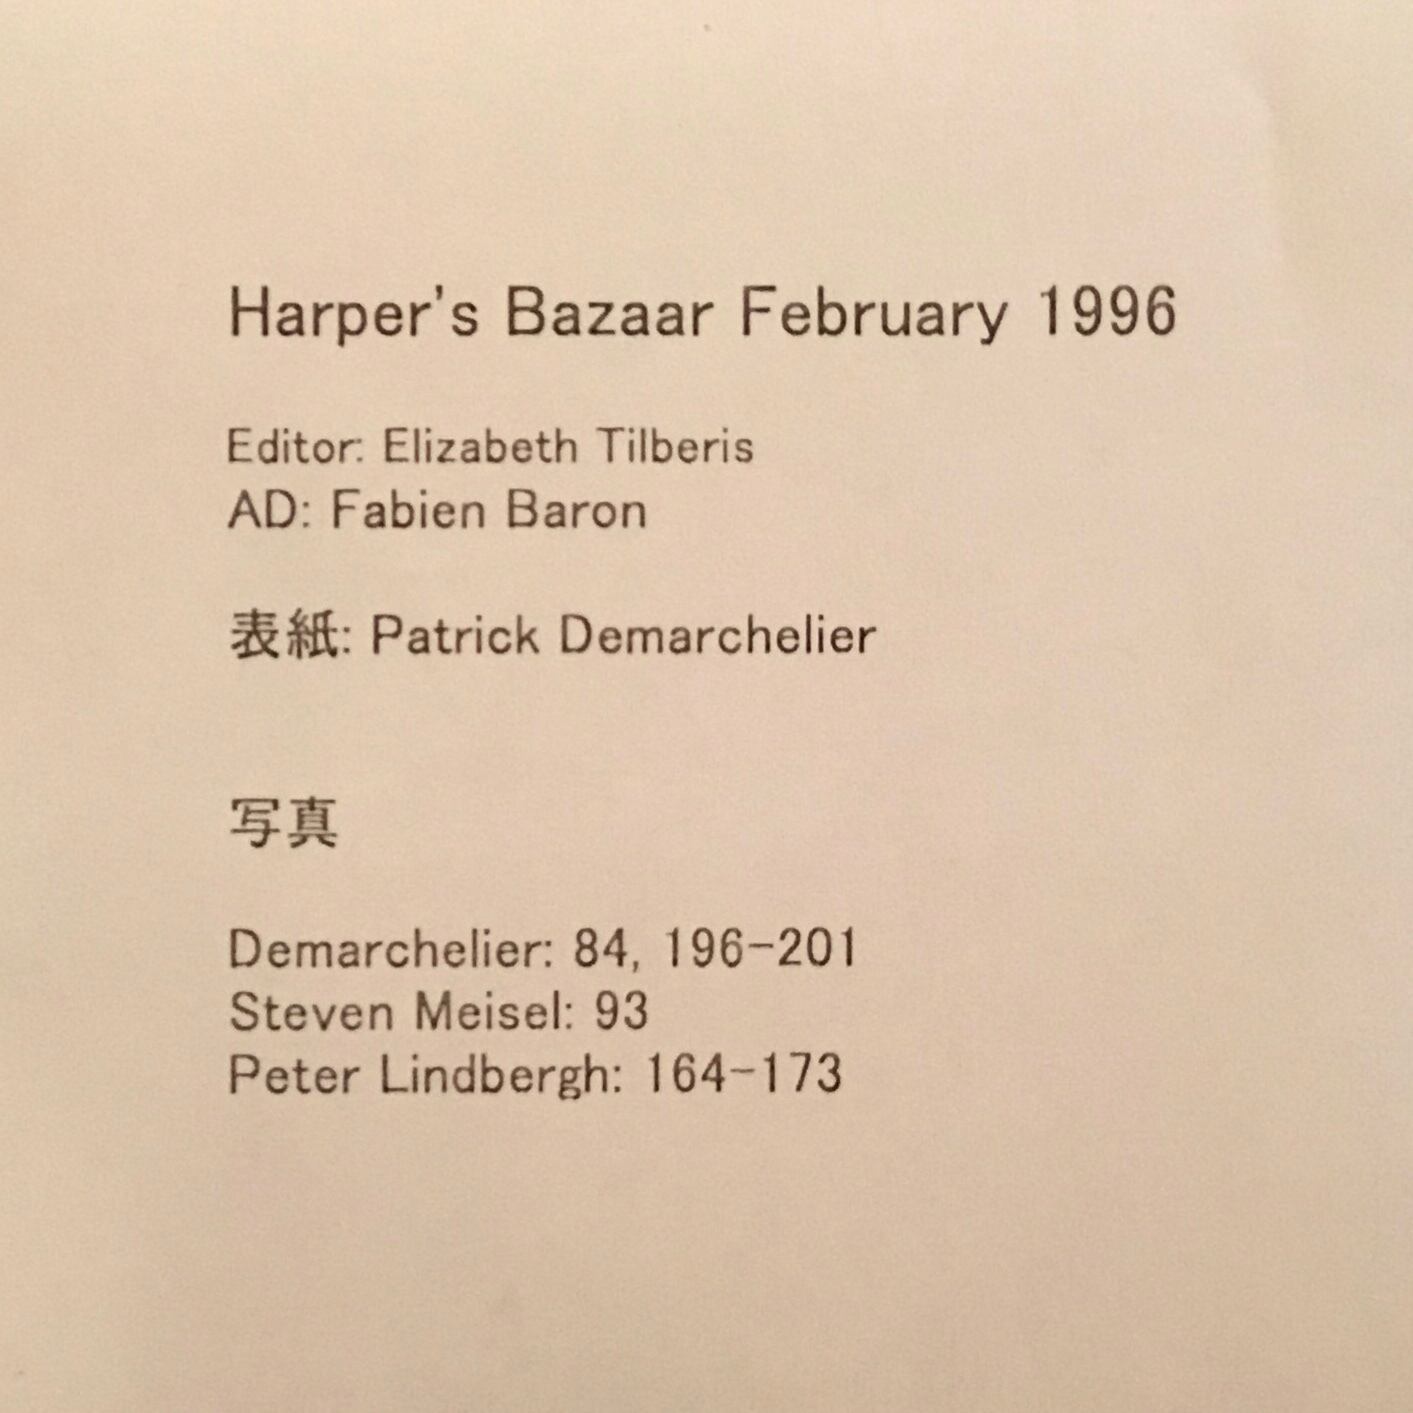 Harper's Bazaar February 1996
Editor: Elizabeth Tilberis
AD: Fabien Baron
表紙: Patrick Demarchelier
写真
Demarchelier: 84, 196-201
Steven Meisel: 93
Peter Lindbergh: 164-173